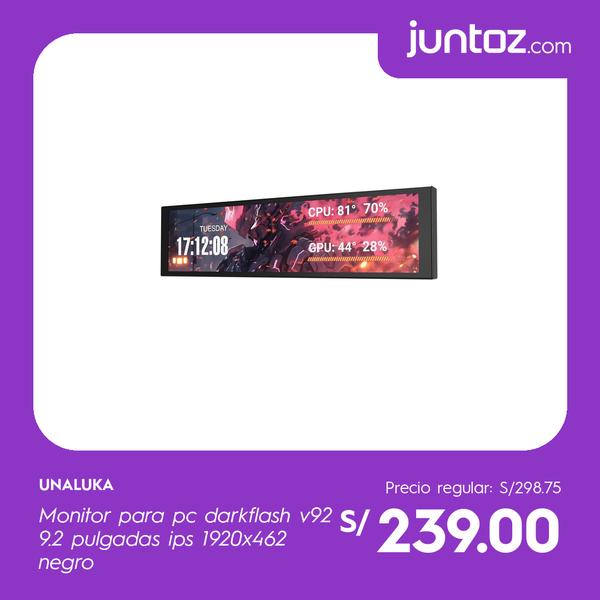 juntoz.com
TUESDAY
17:12:08
CPU: 81° 70%
GPU: 44° 28%
UNALUKA
Monitor para pc darkflash v92
9.2 pulgadas ips 1920x462
negro
Precio regular: S/298.75
S/239.00